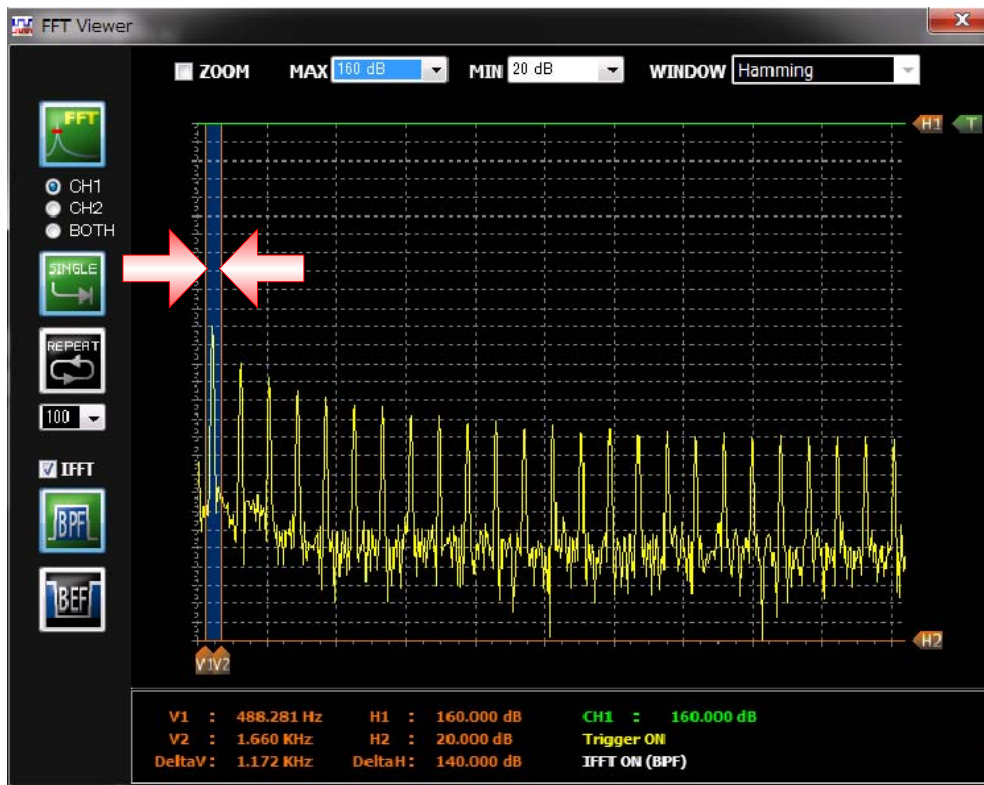 FFT Viewer
ZOOM MAX 160 dB MIN 20 dB WINDOW Hamming
FFT
H1 T
CH1
CH2
BOTH
SINGLE
REPEAT
100
IFFT
BPF
BEF
H2
V1 V2
V1 : 488.281 Hz H1 : 160.000 dB CH1 : 160.000 dB
V2 : 1.660 KHz H2 : 20.000 dB Trigger ON
DeltaV : 1.172 KHz DeltaH : 140.000 dB IFFT ON (BPF)